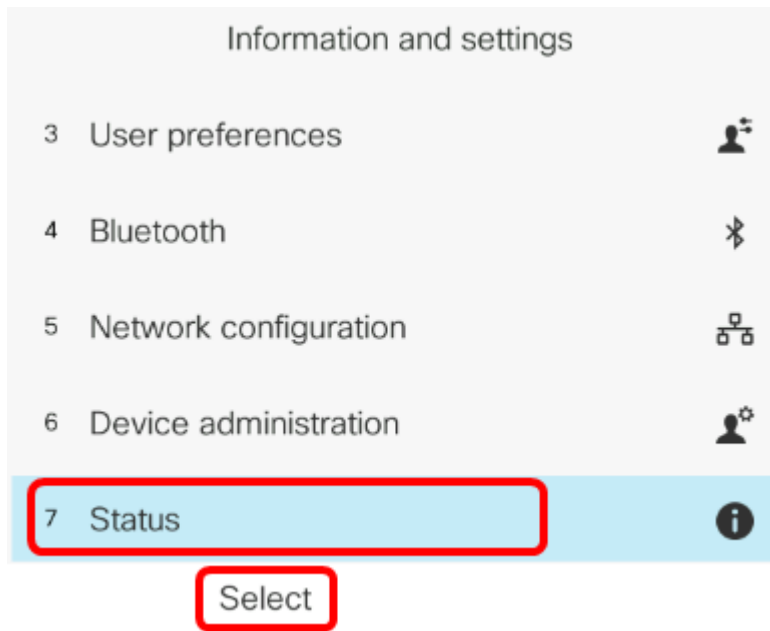 Information and settings
3 User preferences
4 Bluetooth
5 Network configuration
6 Device administration
7 Status
Select